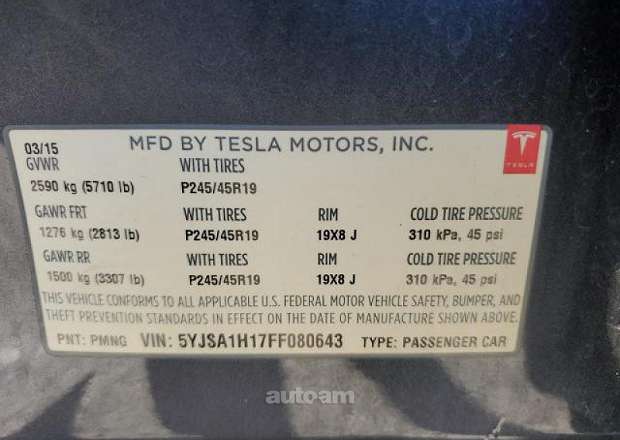 03/15 MFD BY TESLA MOTORS, INC.
TESLA
GVWR WITH TIRES
2590 kg (5710 lb) P245/45R19
GAWR FRT WITH TIRES RIM COLD TIRE PRESSURE
1276 kg (2813 lb) P245/45R19 19X8 J 310 kPa, 45 psi
GAWR RR WITH TIRES RIM COLD TIRE PRESSURE
1500 kg (3307 lb) P245/45R19 19X8 J 310 kPa, 45 psi
THIS VEHICLE CONFORMS TO ALL APPLICABLE U.S. FEDERAL MOTOR VEHICLE SAFETY, BUMPER, AND
THEFT PREVENTION STANDARDS IN EFFECT ON THE DATE OF MANUFACTURE SHOWN ABOVE.
PNT: PMNG VIN: 5YJSA1H17FF080643 TYPE: PASSENGER CAR
autoam